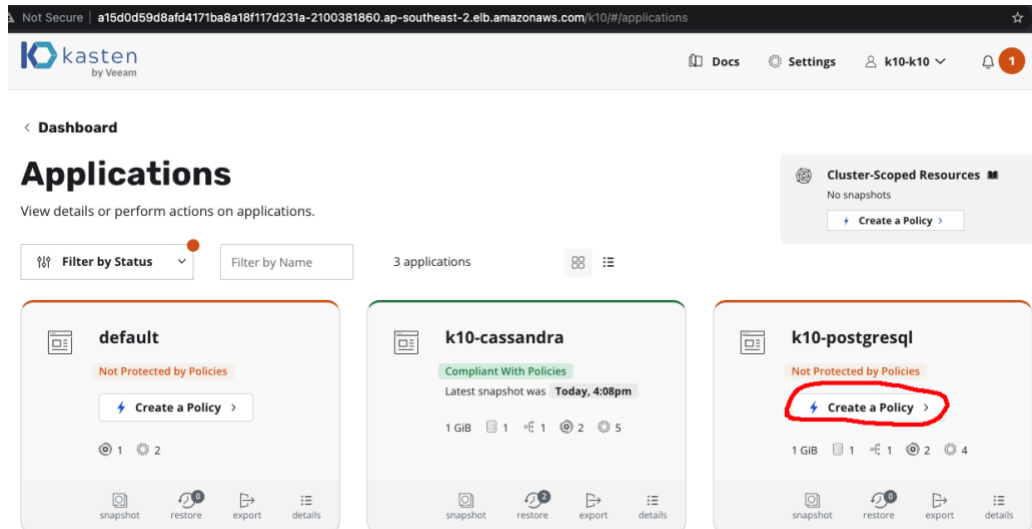 Not Secure | a15d0d59d8afd4171ba8a18f117d231a-2100381860.ap-southeast-2.elb.amazonaws.com/k10/#/applications
kasten
by Veeam
Docs
Settings
k10-k10
1
< Dashboard
Applications
View details or perform actions on applications.
Cluster-Scoped Resources
No snapshots
Create a Policy >
Filter by Status
Filter by Name
3 applications
default
Not Protected by Policies
Create a Policy >
1 2
snapshot
0
restore
export
details
k10-cassandra
Compliant With Policies
Latest snapshot was Today, 4:08pm
1 GiB 1 1 2 5
snapshot
2
restore
export
details
k10-postgresql
Not Protected by Policies
Create a Policy >
1 GiB 1 1 2 4
snapshot
0
restore
export
details